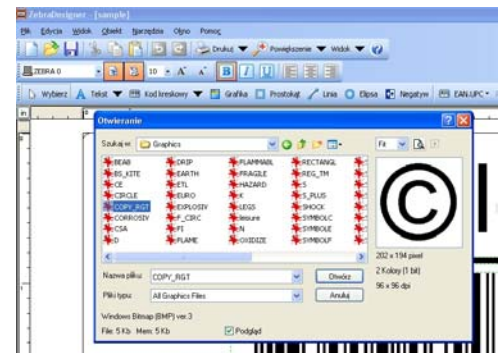 ZebraDesigner - [sample]
Plik Edycja Widok Obiekt Narzędzia Okno Pomoc
Drukuj Powiększenie Widok
ZEBRA 0 10 A A B I U
Wybierz A Tekst Kod kreskowy Grafika Prostokąt Linia Elipsa Negatyw EAN.UPC
in
Otwieranie
Szukaj w: Graphics Fit
BEAB DRIP FLAMMABL RECTANGL
BS_KITE EARTH FRAGILE REG_TM
CE ETL HAZARD S
CIRCLE EURO K S_PLUS
COPY_RGT EXPLOSIV LEGS SHOCK
CORROSIV F_CIRC leisure SYMBOLC
CSA FI N SYMBOLE
D FLAME OXIDIZE SYMBOLF
202 x 194 pixel
2 Kolory (1 bit)
96 x 96 dpi
Nazwa pliku: COPY_RGT Otwórz
Pliki typu: All Graphics Files Anuluj
Windows Bitmap (BMP) ver.3
File: 5 Kb Mem: 5 Kb Podgląd